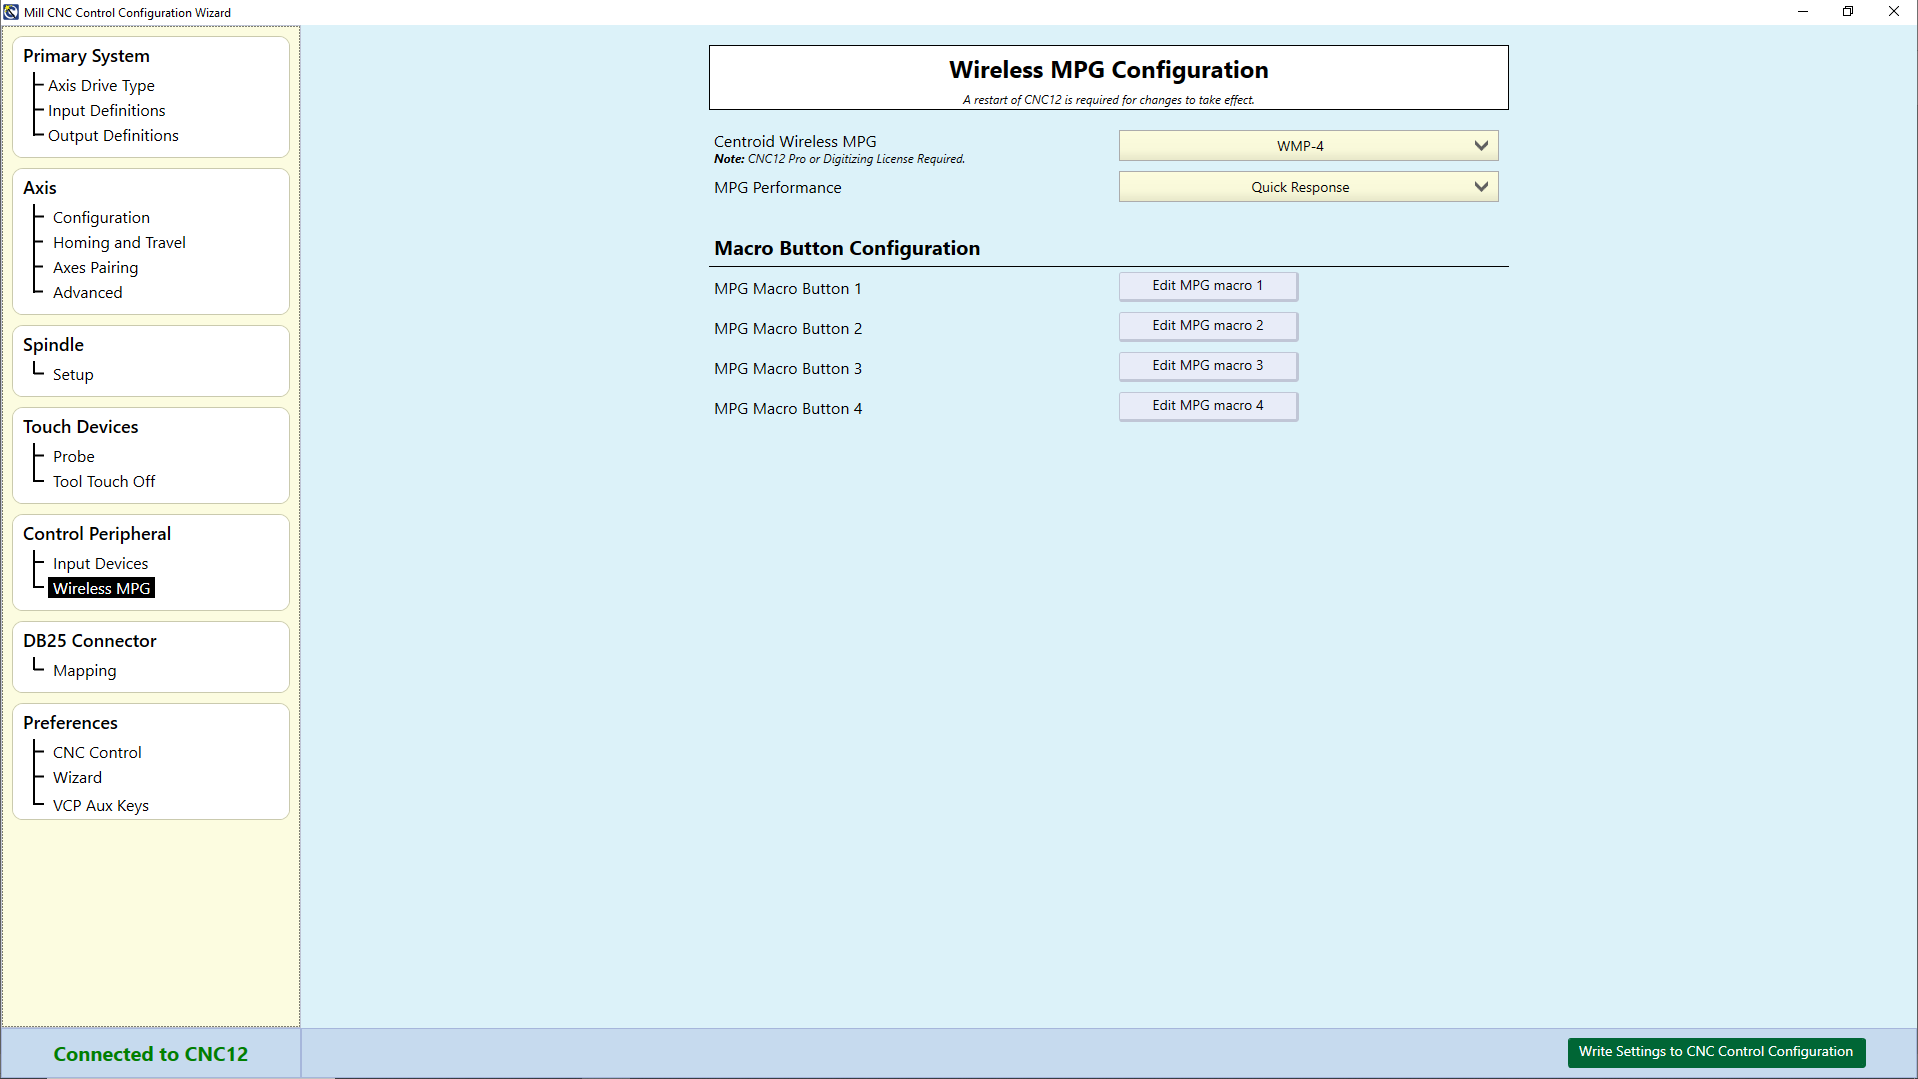 Mill CNC Control Configuration Wizard
Primary System
Axis Drive Type
Input Definitions
Output Definitions
Axis
Configuration
Homing and Travel
Axes Pairing
Advanced
Spindle
Setup
Touch Devices
Probe
Tool Touch Off
Control Peripheral
Input Devices
Wireless MPG
DB25 Connector
Mapping
Preferences
CNC Control
Wizard
VCP Aux Keys
Connected to CNC12
Wireless MPG Configuration
A restart of CNC12 is required for changes to take effect.
Centroid Wireless MPG
WMP-4
Note: CNC12 Pro or Digitizing License Required.
MPG Performance
Quick Response
Macro Button Configuration
MPG Macro Button 1
Edit MPG macro 1
MPG Macro Button 2
Edit MPG macro 2
MPG Macro Button 3
Edit MPG macro 3
MPG Macro Button 4
Edit MPG macro 4
Write Settings to CNC Control Configuration